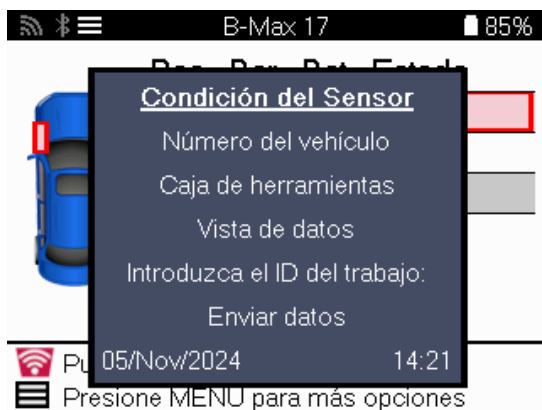 B-Max 17 85%
Condición del Sensor
Número del vehículo
Caja de herramientas
Vista de datos
Introduzca el ID del trabajo:
Enviar datos
05/Nov/2024 14:21
Presione MENU para más opciones